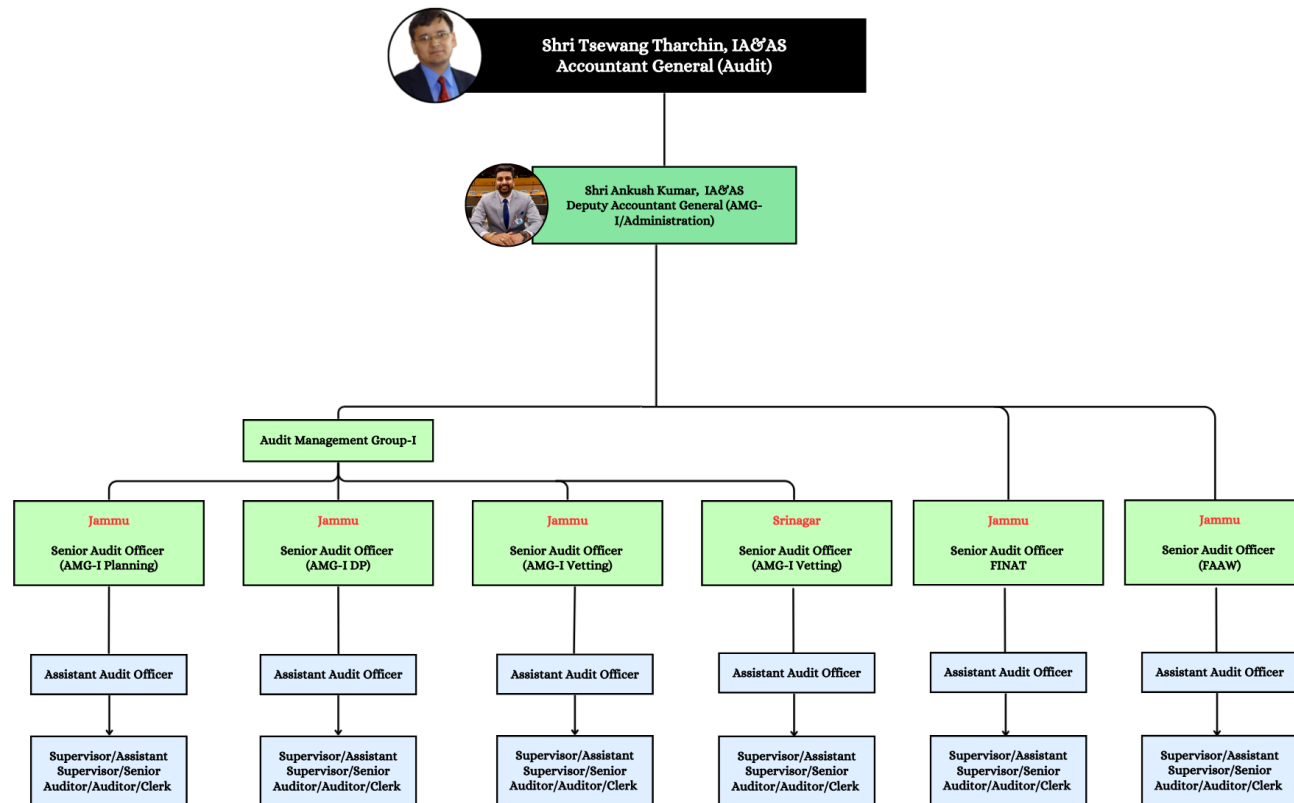 Shri Tsewang Tharchin, IA&AS
Accountant General (Audit)
Shri Ankush Kumar, IA&AS
Deputy Accountant General (AMG-
I/Administration)
Audit Management Group-I
Jammu
Senior Audit Officer
(AMG-I Planning)
Jammu
Senior Audit Officer
(AMG-I DP)
Jammu
Senior Audit Officer
(AMG-I Vetting)
Srinagar
Senior Audit Officer
(AMG-I Vetting)
Jammu
Senior Audit Officer
FINAT
Jammu
Senior Audit Officer
(FAAW)
Assistant Audit Officer
Assistant Audit Officer
Assistant Audit Officer
Assistant Audit Officer
Assistant Audit Officer
Assistant Audit Officer
Supervisor/Assistant
Supervisor/Senior
Auditor/Auditor/Clerk
Supervisor/Assistant
Supervisor/Senior
Auditor/Auditor/Clerk
Supervisor/Assistant
Supervisor/Senior
Auditor/Auditor/Clerk
Supervisor/Assistant
Supervisor/Senior
Auditor/Auditor/Clerk
Supervisor/Assistant
Supervisor/Senior
Auditor/Auditor/Clerk
Supervisor/Assistant
Supervisor/Senior
Auditor/Auditor/Clerk